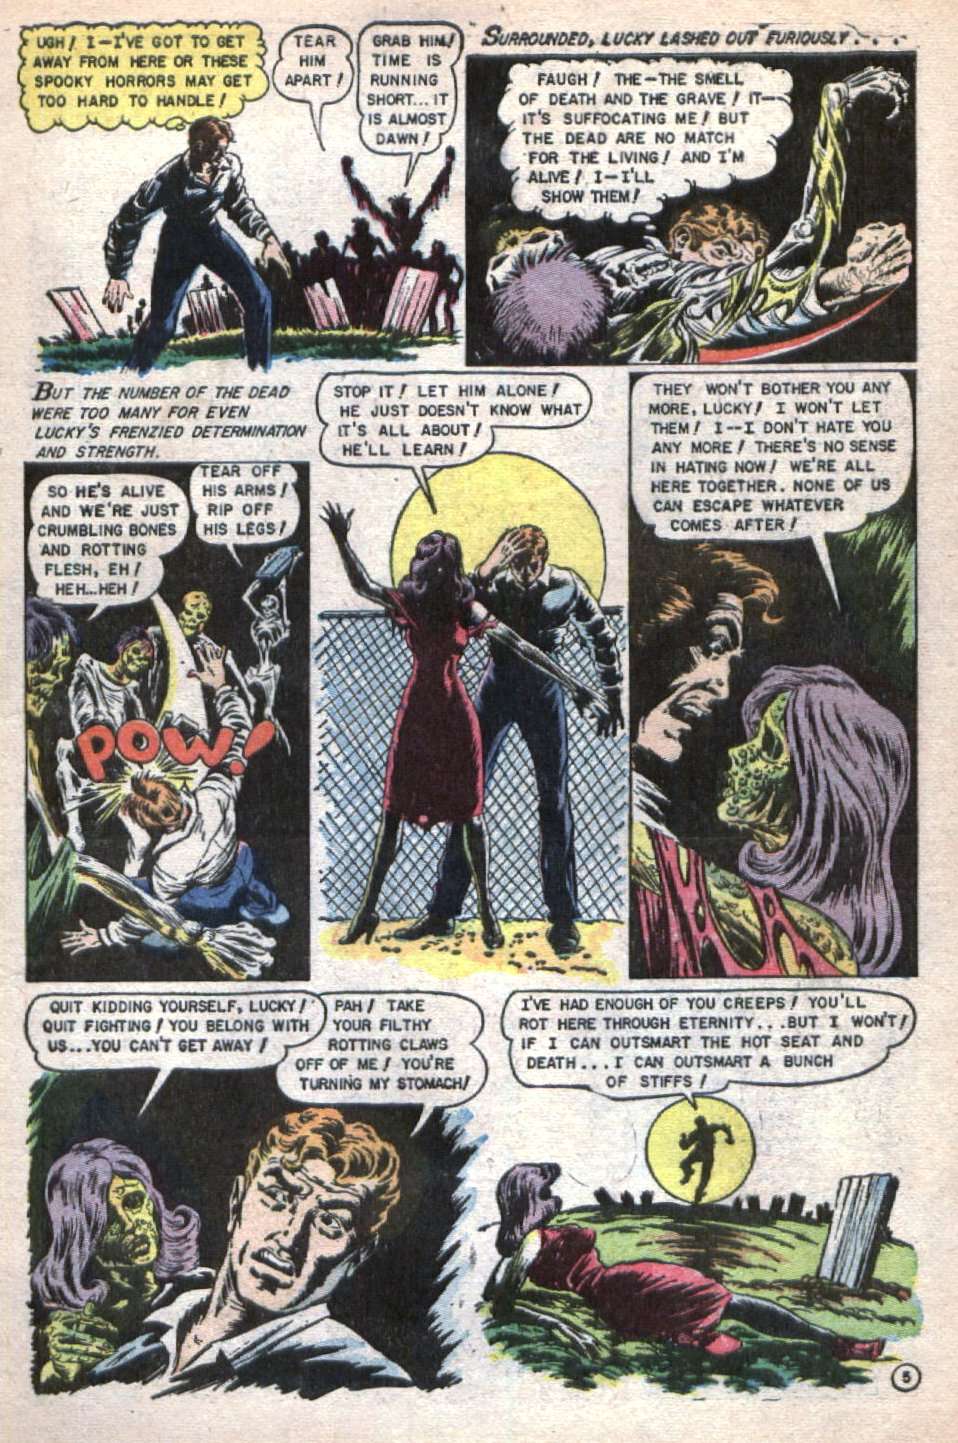 UGH! I-I'VE GOT TO GET
AWAY FROM HERE OR THESE
SPOOKY HORRORS MAY GET
TOO HARD TO HANDLE!
TEAR
HIM
APART!
GRAB HIM!
TIME IS
RUNNING
SHORT... IT
IS ALMOST
DAWN!
SURROUNDED, LUCKY LASHED OUT FURIOUSLY....
FAUGH! THE-THE SMELL
OF DEATH AND THE GRAVE! IT-
IT'S SUFFOCATING ME! BUT
THE DEAD ARE NO MATCH
FOR THE LIVING! AND I'M
ALIVE! I-I'LL
SHOW THEM!
BUT THE NUMBER OF THE DEAD
WERE TOO MANY FOR EVEN
LUCKY'S FRENZIED DETERMINATION
AND STRENGTH.
SO HE'S ALIVE
AND WE'RE JUST
CRUMBLING BONES
AND ROTTING
FLESH, EH!
HEH...HEH!
TEAR OFF
HIS ARMS!
RIP OFF
HIS LEGS!
POW!
STOP IT! LET HIM ALONE!
HE JUST DOESN'T KNOW WHAT
IT'S ALL ABOUT!
HE'LL LEARN!
THEY WON'T BOTHER YOU ANY
MORE, LUCKY! I WON'T LET
THEM! I--I DON'T HATE YOU
ANY MORE! THERE'S NO SENSE
IN HATING NOW! WE'RE ALL
HERE TOGETHER. NONE OF US
CAN ESCAPE WHATEVER
COMES AFTER!
QUIT KIDDING YOURSELF, LUCKY!
QUIT FIGHTING! YOU BELONG WITH
US...YOU CAN'T GET AWAY!
PAH! TAKE
YOUR FILTHY
ROTTING CLAWS
OFF OF ME! YOU'RE
TURNING MY STOMACH!
I'VE HAD ENOUGH OF YOU CREEPS! YOU'LL
ROT HERE THROUGH ETERNITY...BUT I WON'T!
IF I CAN OUTSMART THE HOT SEAT AND
DEATH...I CAN OUTSMART A BUNCH
OF STIFFS!
5